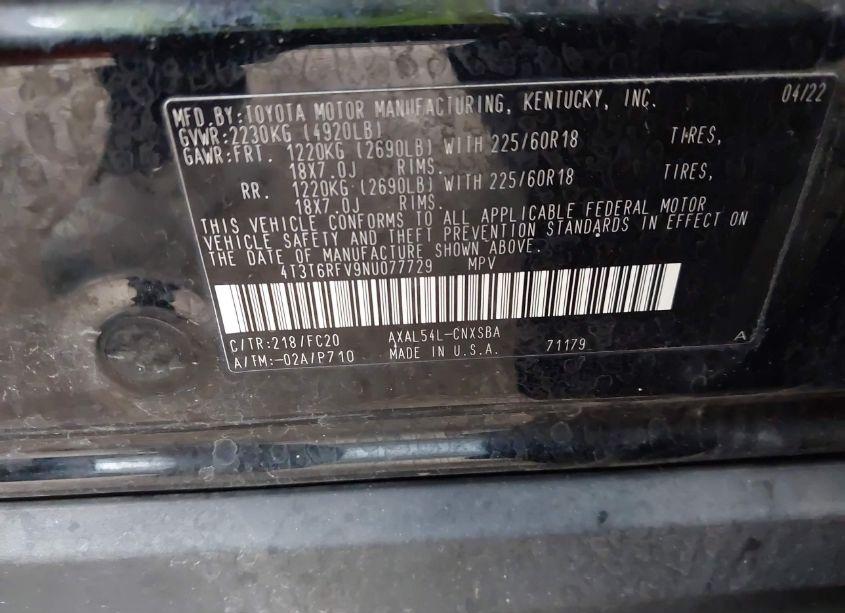 MFD.BY:TOYOTA MOTOR MANUFACTURING, KENTUCKY, INC. 04/22
GVWR:2230KG (4920LB)
GAWR:FRT. 1220KG (2690LB) WITH 225/60R18 TIRES,
18X7.0J RIMS.
RR. 1220KG (2690LB) WITH 225/60R18 TIRES,
18X7.0J RIMS.
THIS VEHICLE CONFORMS TO ALL APPLICABLE FEDERAL MOTOR
VEHICLE SAFETY AND THEFT PREVENTION STANDARDS IN EFFECT ON
THE DATE OF MANUFACTURE SHOWN ABOVE.
4T3T6RFV9NU077729 MPV
C/TR:218/FC20 AXAL54L-CNXSBA
A/TM:-02A/P710 MADE IN U.S.A. 71179 A